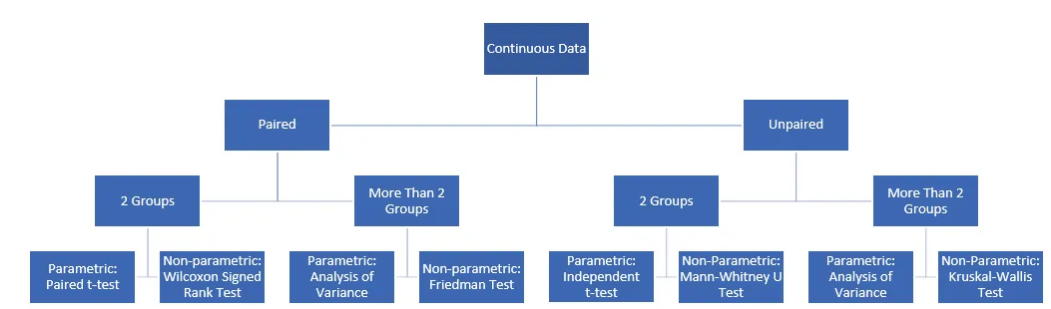 Continuous Data
Paired
Unpaired
2 Groups
More Than 2
Groups
2 Groups
More Than 2
Groups
Parametric:
Paired t-test
Non-parametric:
Wilcoxon Signed
Rank Test
Parametric:
Analysis of
Variance
Non-parametric:
Friedman Test
Parametric:
Independent
t-test
Non-Parametric:
Mann-Whitney U
Test
Parametric:
Analysis of
Variance
Non-Parametric:
Kruskal-Wallis
Test